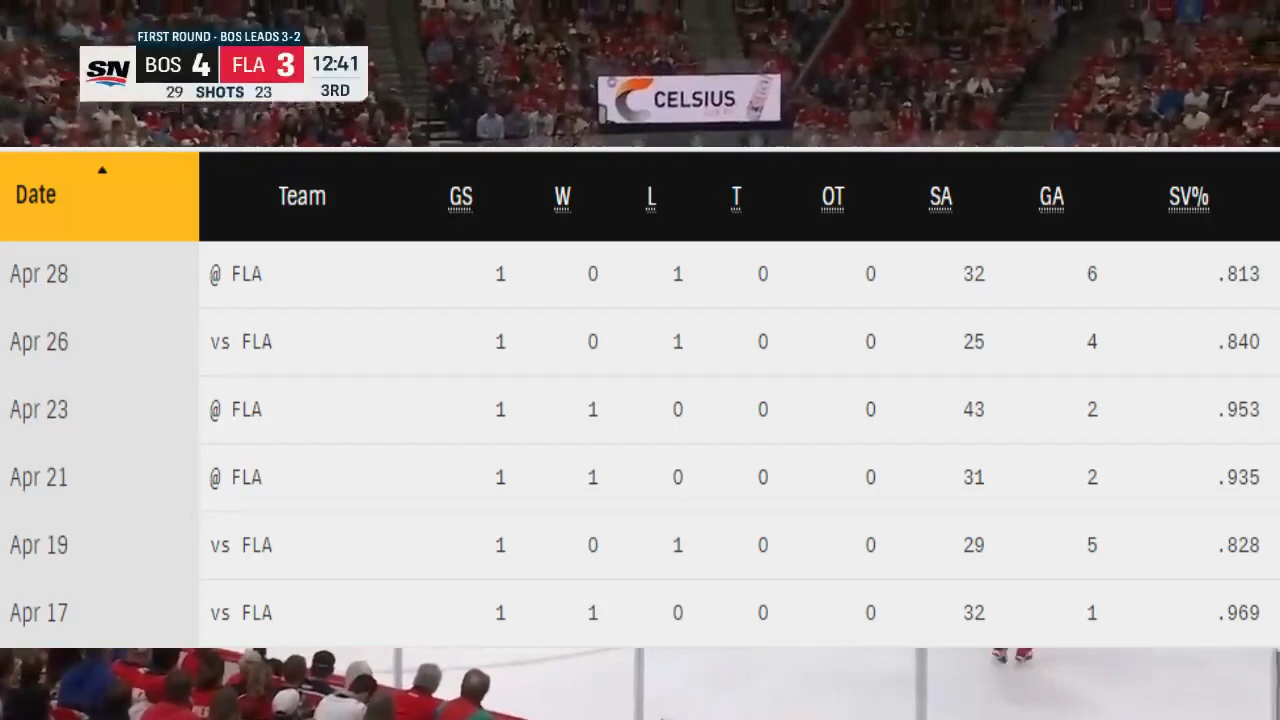 FIRST ROUND - BOS LEADS 3-2
SN BOS 4 FLA 3 12:41
29 SHOTS 23 3RD
CELSIUS
Date Team GS W L T OT SA GA SV%
Apr 28 @ FLA 1 0 1 0 0 32 6 .813
Apr 26 vs FLA 1 0 1 0 0 25 4 .840
Apr 23 @ FLA 1 1 0 0 0 43 2 .953
Apr 21 @ FLA 1 1 0 0 0 31 2 .935
Apr 19 vs FLA 1 0 1 0 0 29 5 .828
Apr 17 vs FLA 1 1 0 0 0 32 1 .969